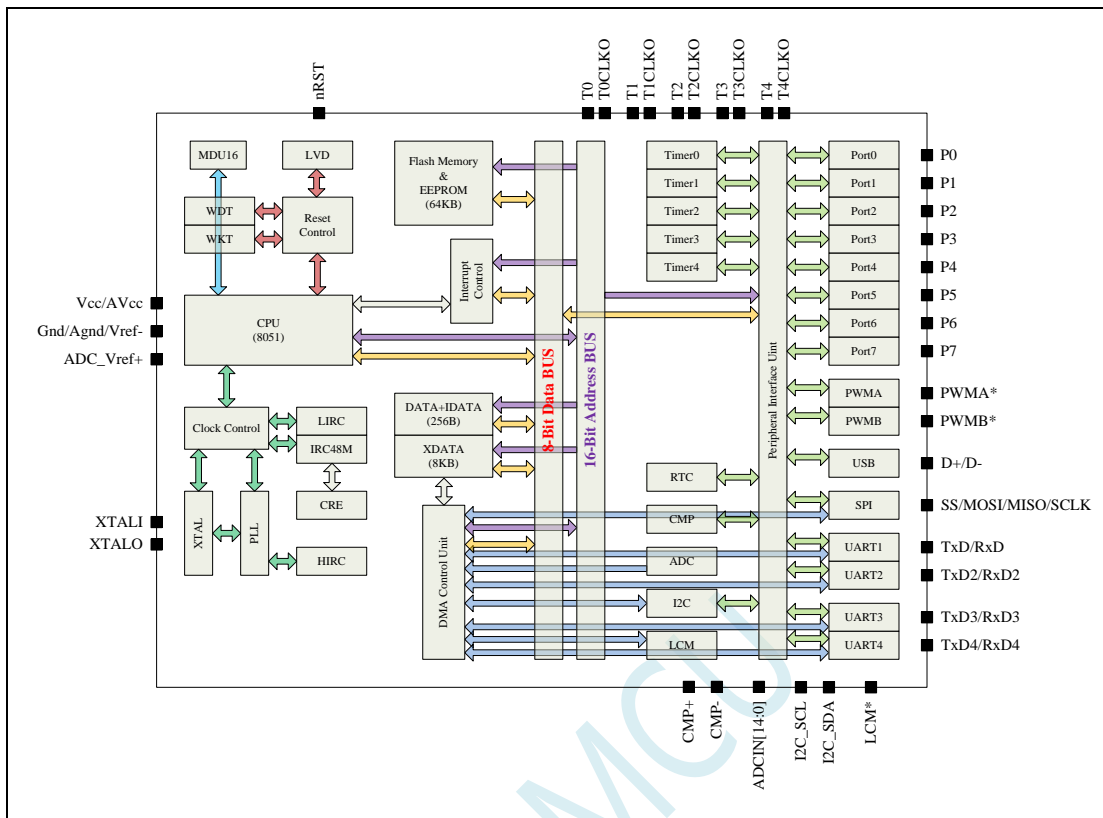 nRST
T0
T0CLKO
T1
T1CLKO
T2
T2CLKO
T3
T3CLKO
T4
T4CLKO
MDU16
LVD
WDT
WKT
Reset
Control
Flash Memory
&
EEPROM
(64KB)
Interrupt
Control
Vcc/AVcc
Gnd/Agnd/Vref-
ADC_Vref+
CPU
(8051)
Clock Control
LIRC
IRC48M
CRE
XTALI
XTALO
XTAL
PLL
HIRC
DATA+IDATA
(256B)
XDATA
(8KB)
DMA Control Unit
8-Bit Data BUS
16-Bit Address BUS
Timer0
Timer1
Timer2
Timer3
Timer4
RTC
CMP
ADC
I2C
LCM
Peripheral Interface Uint
Port0
Port1
Port2
Port3
Port4
Port5
Port6
Port7
PWMA
PWMB
USB
SPI
UART1
UART2
UART3
UART4
P0
P1
P2
P3
P4
P5
P6
P7
PWMA*
PWMB*
D+/D-
SS/MOSI/MISO/SCLK
TxD/RxD
TxD2/RxD2
TxD3/RxD3
TxD4/RxD4
CMP+
CMP-
ADCIN[14:0]
I2C_SCL
I2C_SDA
LCM*
MCU